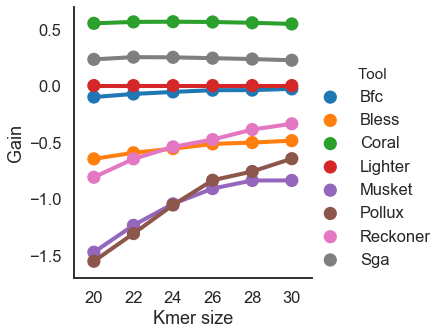 0.5
0.0
−0.5
−1.0
−1.5
Gain
20 22 24 26 28 30
Kmer size
Tool
Bfc
Bless
Coral
Lighter
Musket
Pollux
Reckoner
Sga